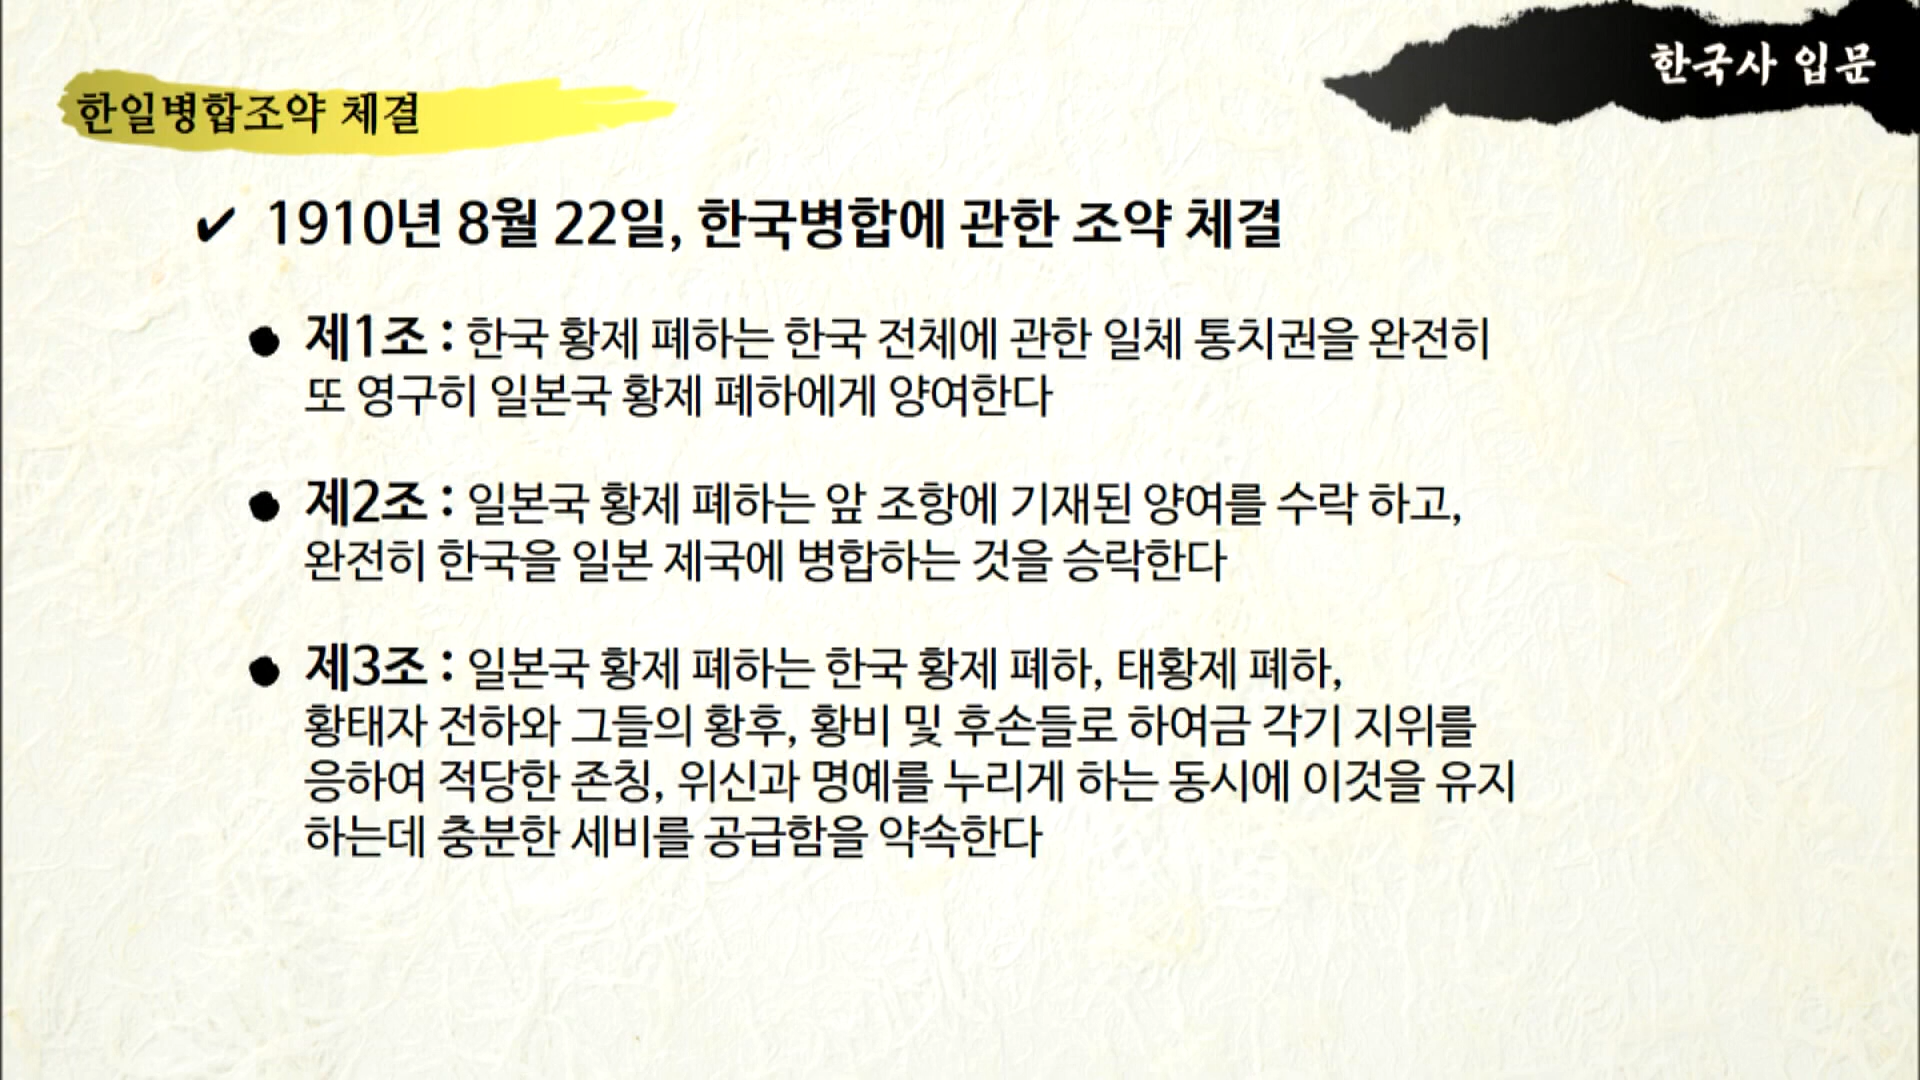 한국사 입문
한일병합조약 체결
✔ 1910년 8월 22일, 한국병합에 관한 조약 체결
● 제1조 : 한국 황제 폐하는 한국 전체에 관한 일체 통치권을 완전히
또 영구히 일본국 황제 폐하에게 양여한다
● 제2조 : 일본국 황제 폐하는 앞 조항에 기재된 양여를 수락 하고,
완전히 한국을 일본 제국에 병합하는 것을 승락한다
● 제3조 : 일본국 황제 폐하는 한국 황제 폐하, 태황제 폐하,
황태자 전하와 그들의 황후, 황비 및 후손들로 하여금 각기 지위를
응하여 적당한 존칭, 위신과 명예를 누리게 하는 동시에 이것을 유지
하는데 충분한 세비를 공급함을 약속한다